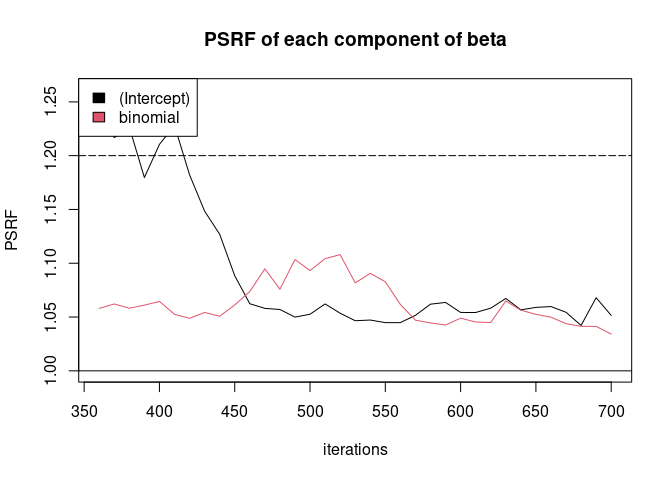 PSRF of each component of beta
(Intercept)
binomial
PSRF
1.25
1.20
1.15
1.10
1.05
1.00
350 400 450 500 550 600 650 700
iterations